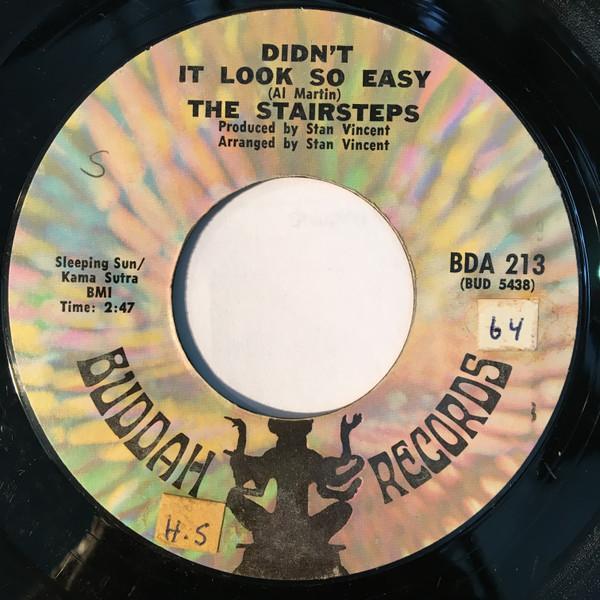 DIDN'T
IT LOOK SO EASY
(Al Martin)
THE STAIRSTEPS
Produced by Stan Vincent
Arranged by Stan Vincent
S
Sleeping Sun/
Kama Sutra
BMI
Time: 2:47
BDA 213
(BUD 5438)
64
BUDDAH RECORDS
H.S